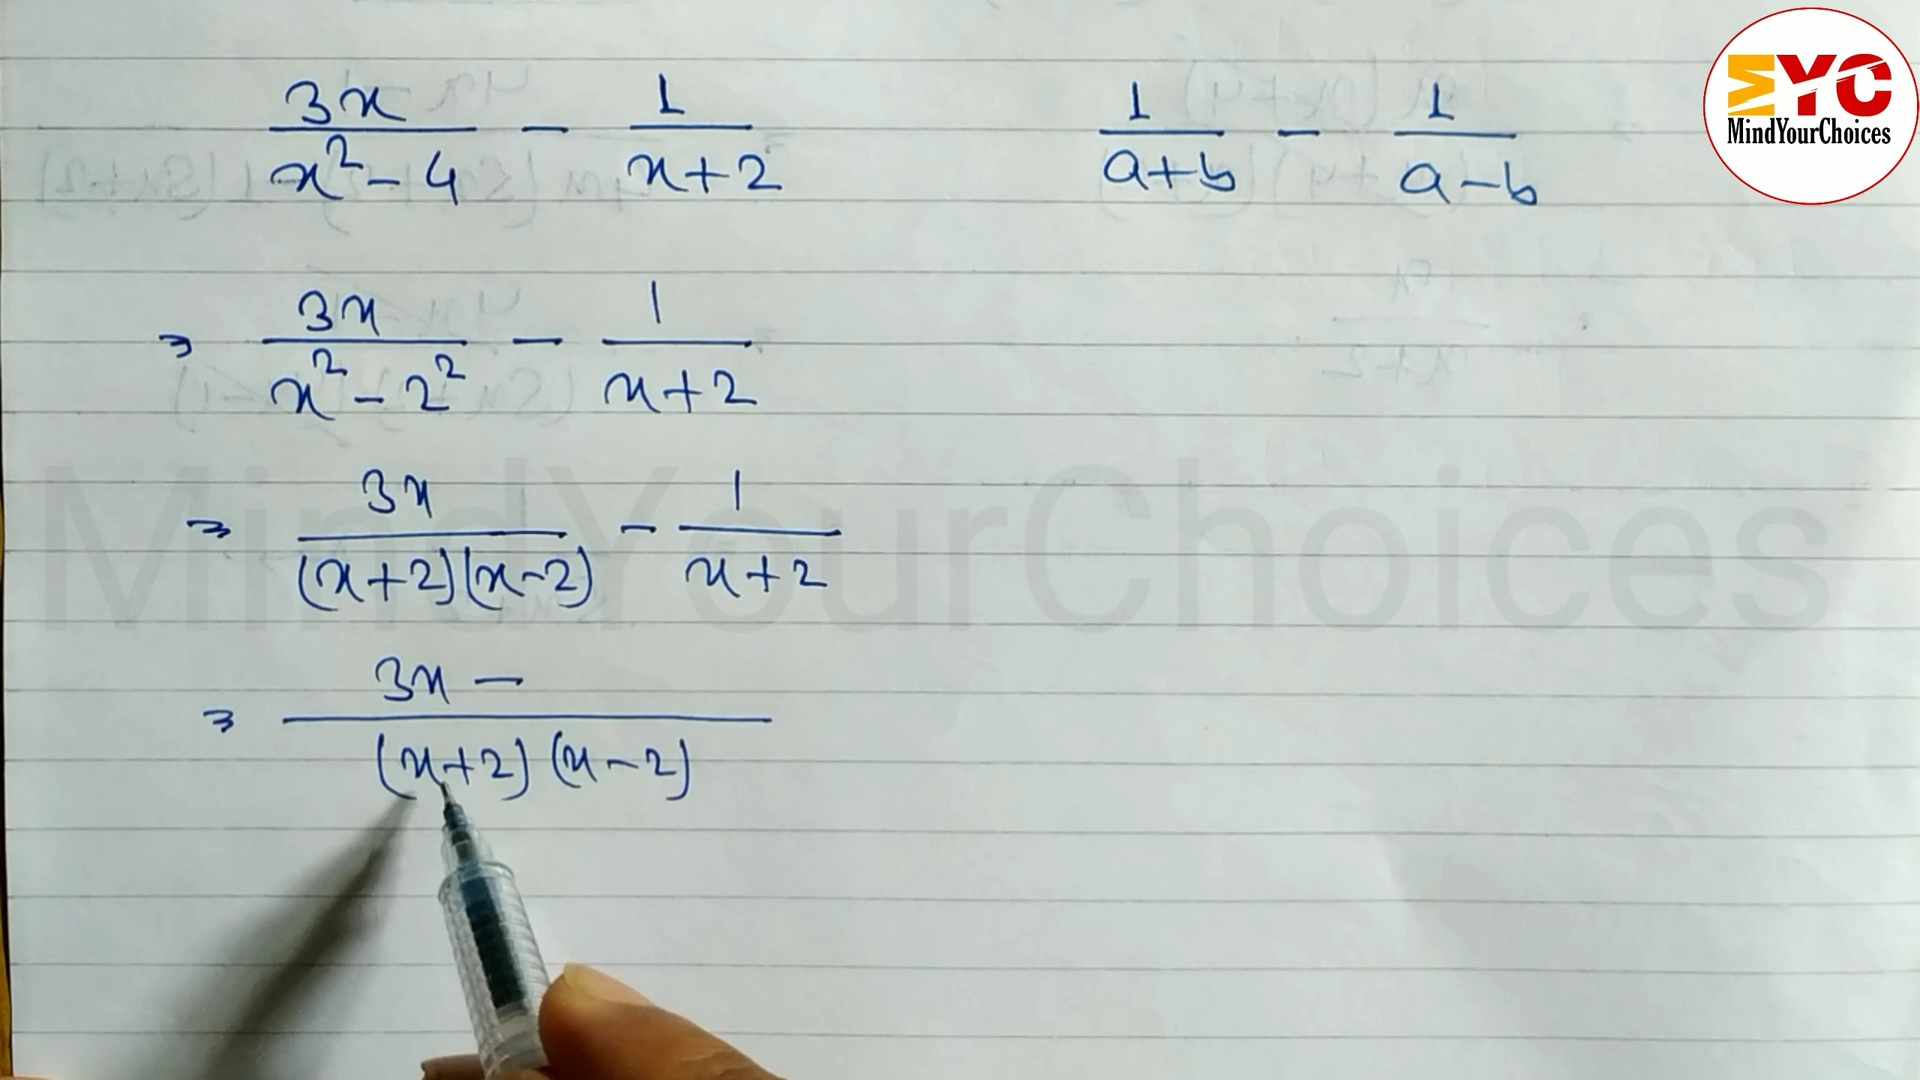 MYC
MindYourChoices
3x/(x² - 4) - 1/(x+2)
1/(a+b) - 1/(a-b)
⇒ 3x/(x² - 2²) - 1/(x+2)
⇒ 3x/((x+2)(x-2)) - 1/(x+2)
MindYourChoices
⇒ (3x -)/((x+2)(x-2))